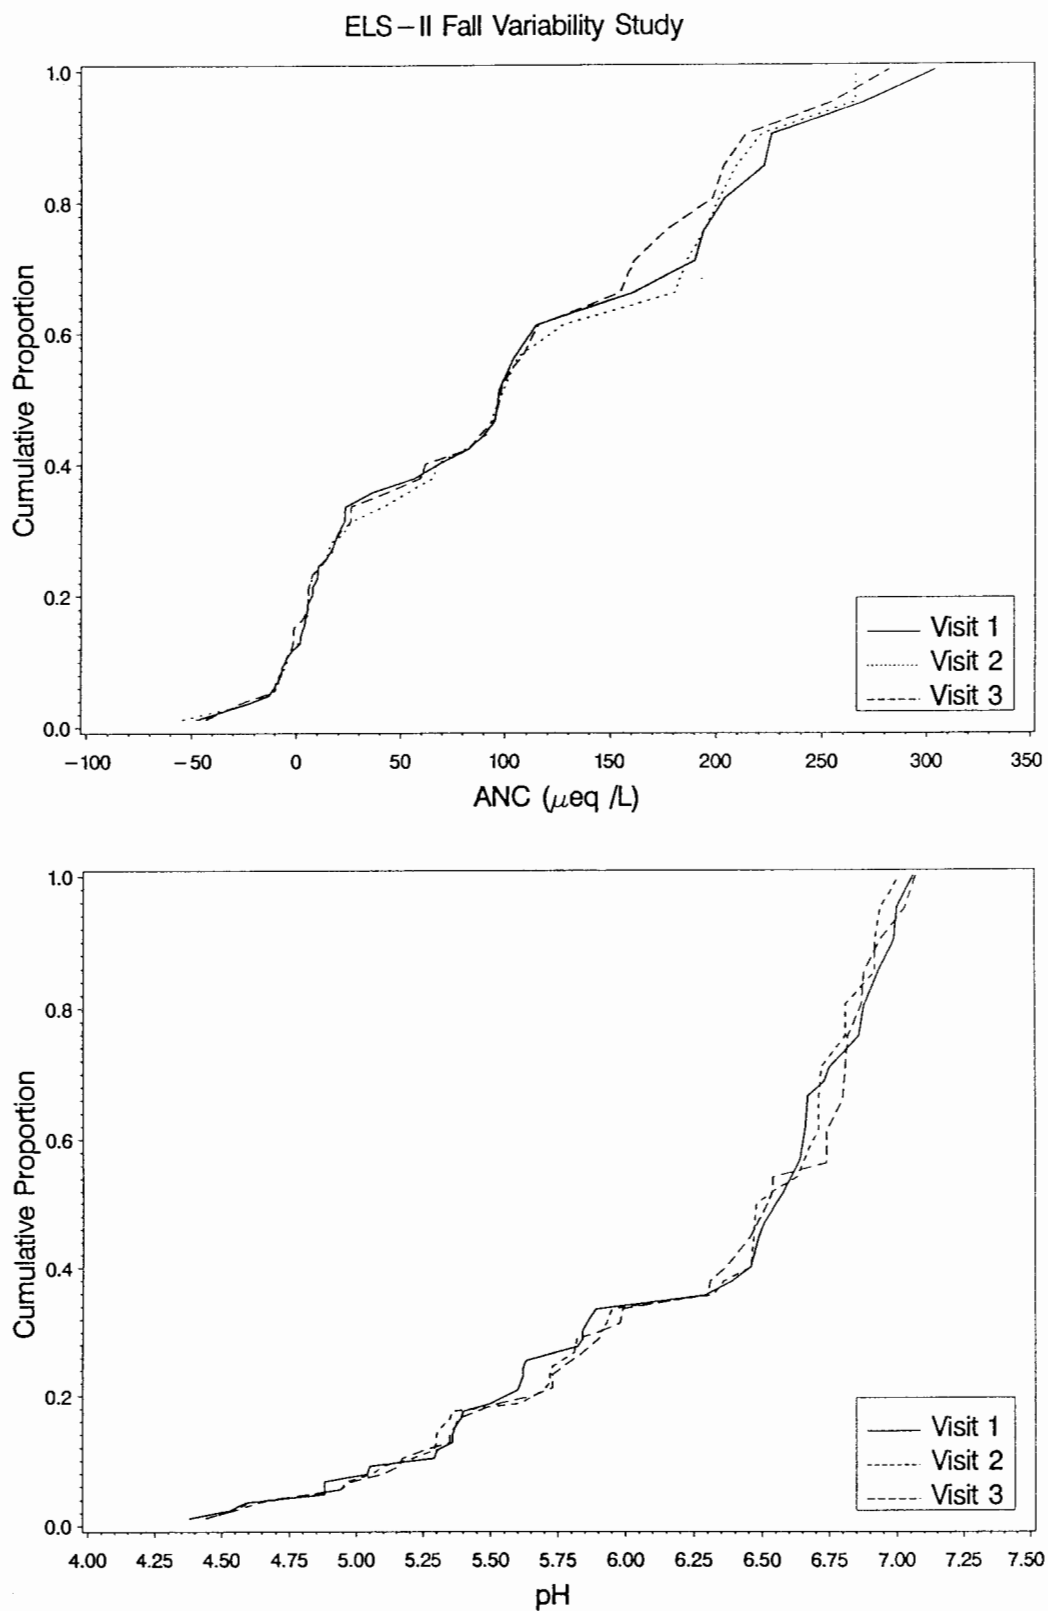 ELS–II Fall Variability Study
Cumulative Proportion
1.0
0.8
0.6
0.4
0.2
0.0
−100 −50 0 50 100 150 200 250 300 350
ANC (μeq /L)
Visit 1
Visit 2
Visit 3
Cumulative Proportion
1.0
0.8
0.6
0.4
0.2
0.0
4.00 4.25 4.50 4.75 5.00 5.25 5.50 5.75 6.00 6.25 6.50 6.75 7.00 7.25 7.50
pH
Visit 1
Visit 2
Visit 3